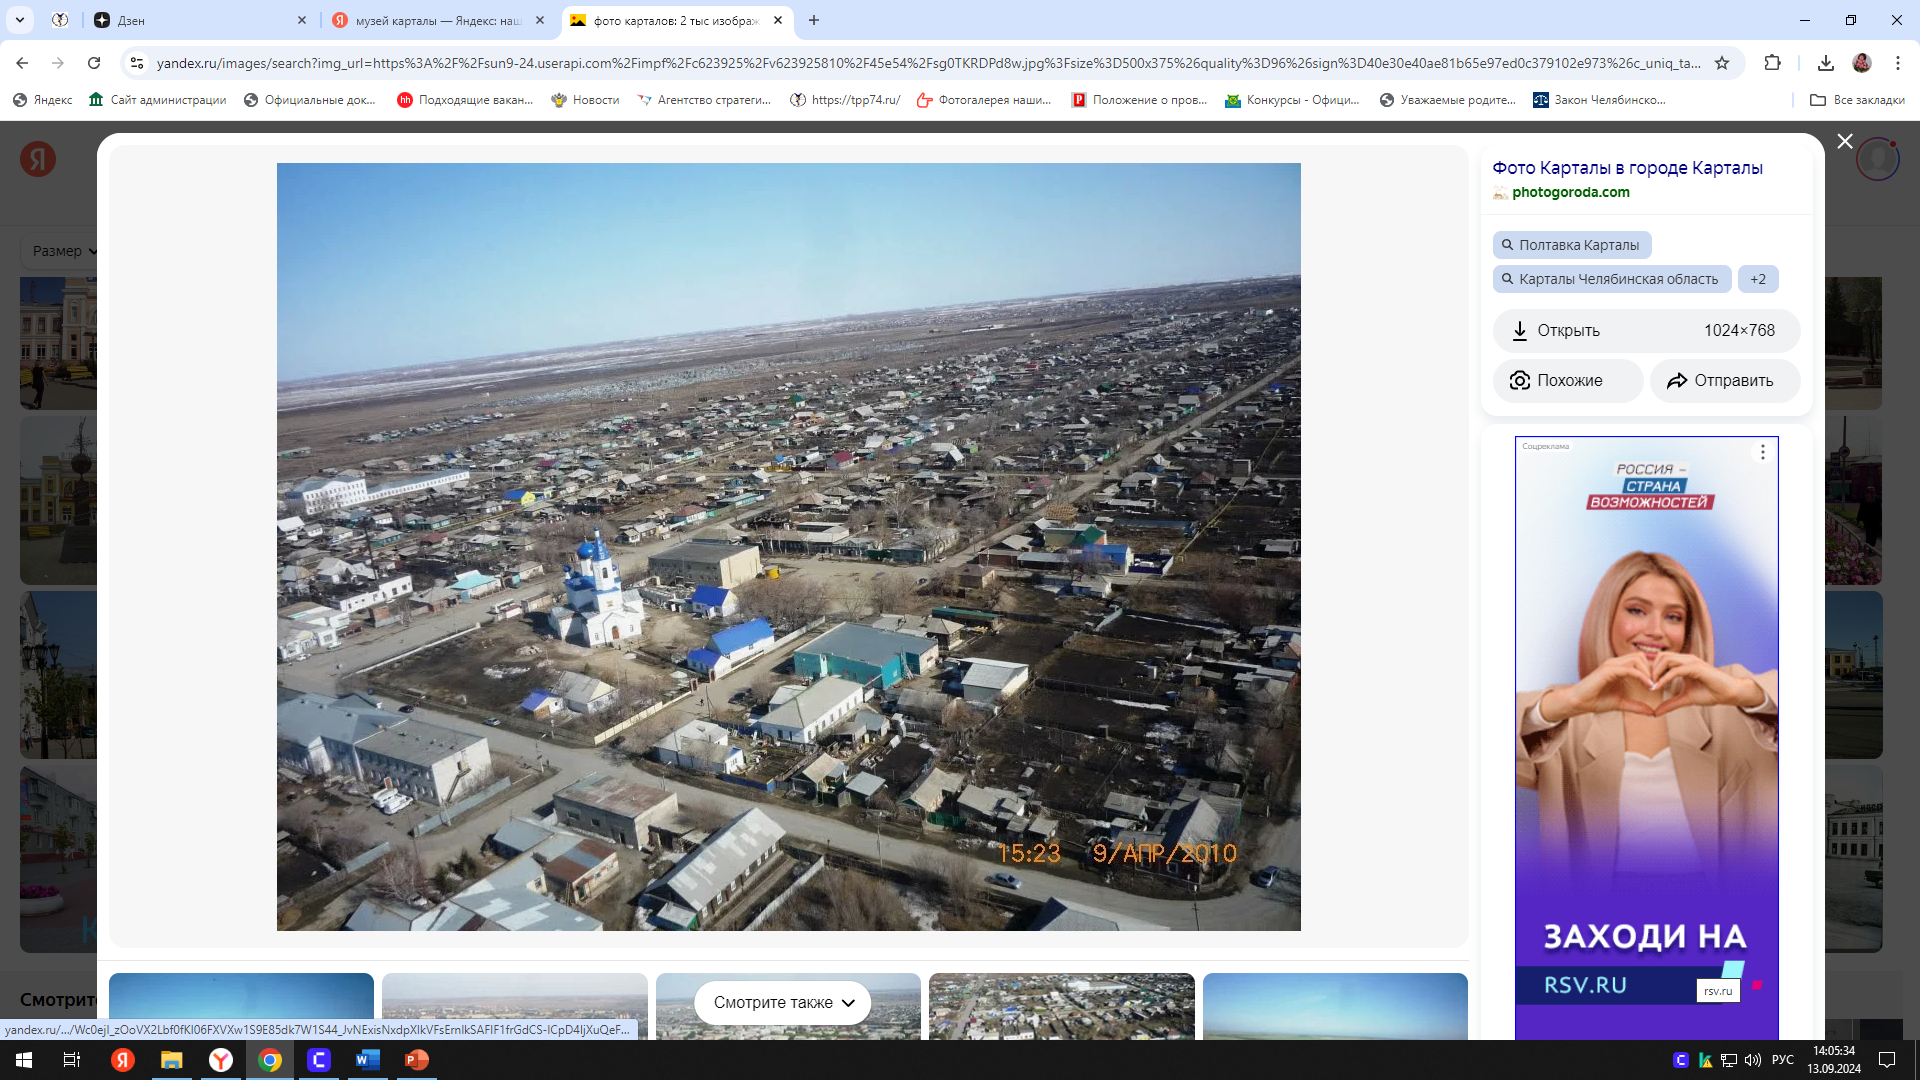 Дзен
музей карталы — Яндекс: наш
фото карталов: 2 тыс изображ
yandex.ru/images/search?img_url=https%3A%2F%2Fsun9-24.userapi.com%2Fimpf%2Fc623925%2Fv623925810%2F45e54%2Fsg0TKRDPd8w.jpg%3Fsize%3D500x375%26quality%3D96%26sign%3D40e30e40ae81b65e97ed0c379102e973%26c_uniq_ta...
Яндекс
Сайт администрации
Официальные док...
Подходящие вакан...
Новости
Агентство стратеги...
https://tpp74.ru/
Фотогалерея наши...
Положение о пров...
Конкурсы - Офици...
Уважаемые родите...
Закон Челябинско...
Все закладки
Я
Размер
Фото Карталы в городе Карталы
photogoroda.com
Полтавка Карталы
Карталы Челябинская область
+2
Открыть 1024×768
Похожие
Отправить
15:23 9/АПР/2010
Соцреклама
РОССИЯ –
СТРАНА
ВОЗМОЖНОСТЕЙ
ЗАХОДИ НА
RSV.RU
rsv.ru
Смотрите также
Смотрит
РУС
14:05:34
13.09.2024